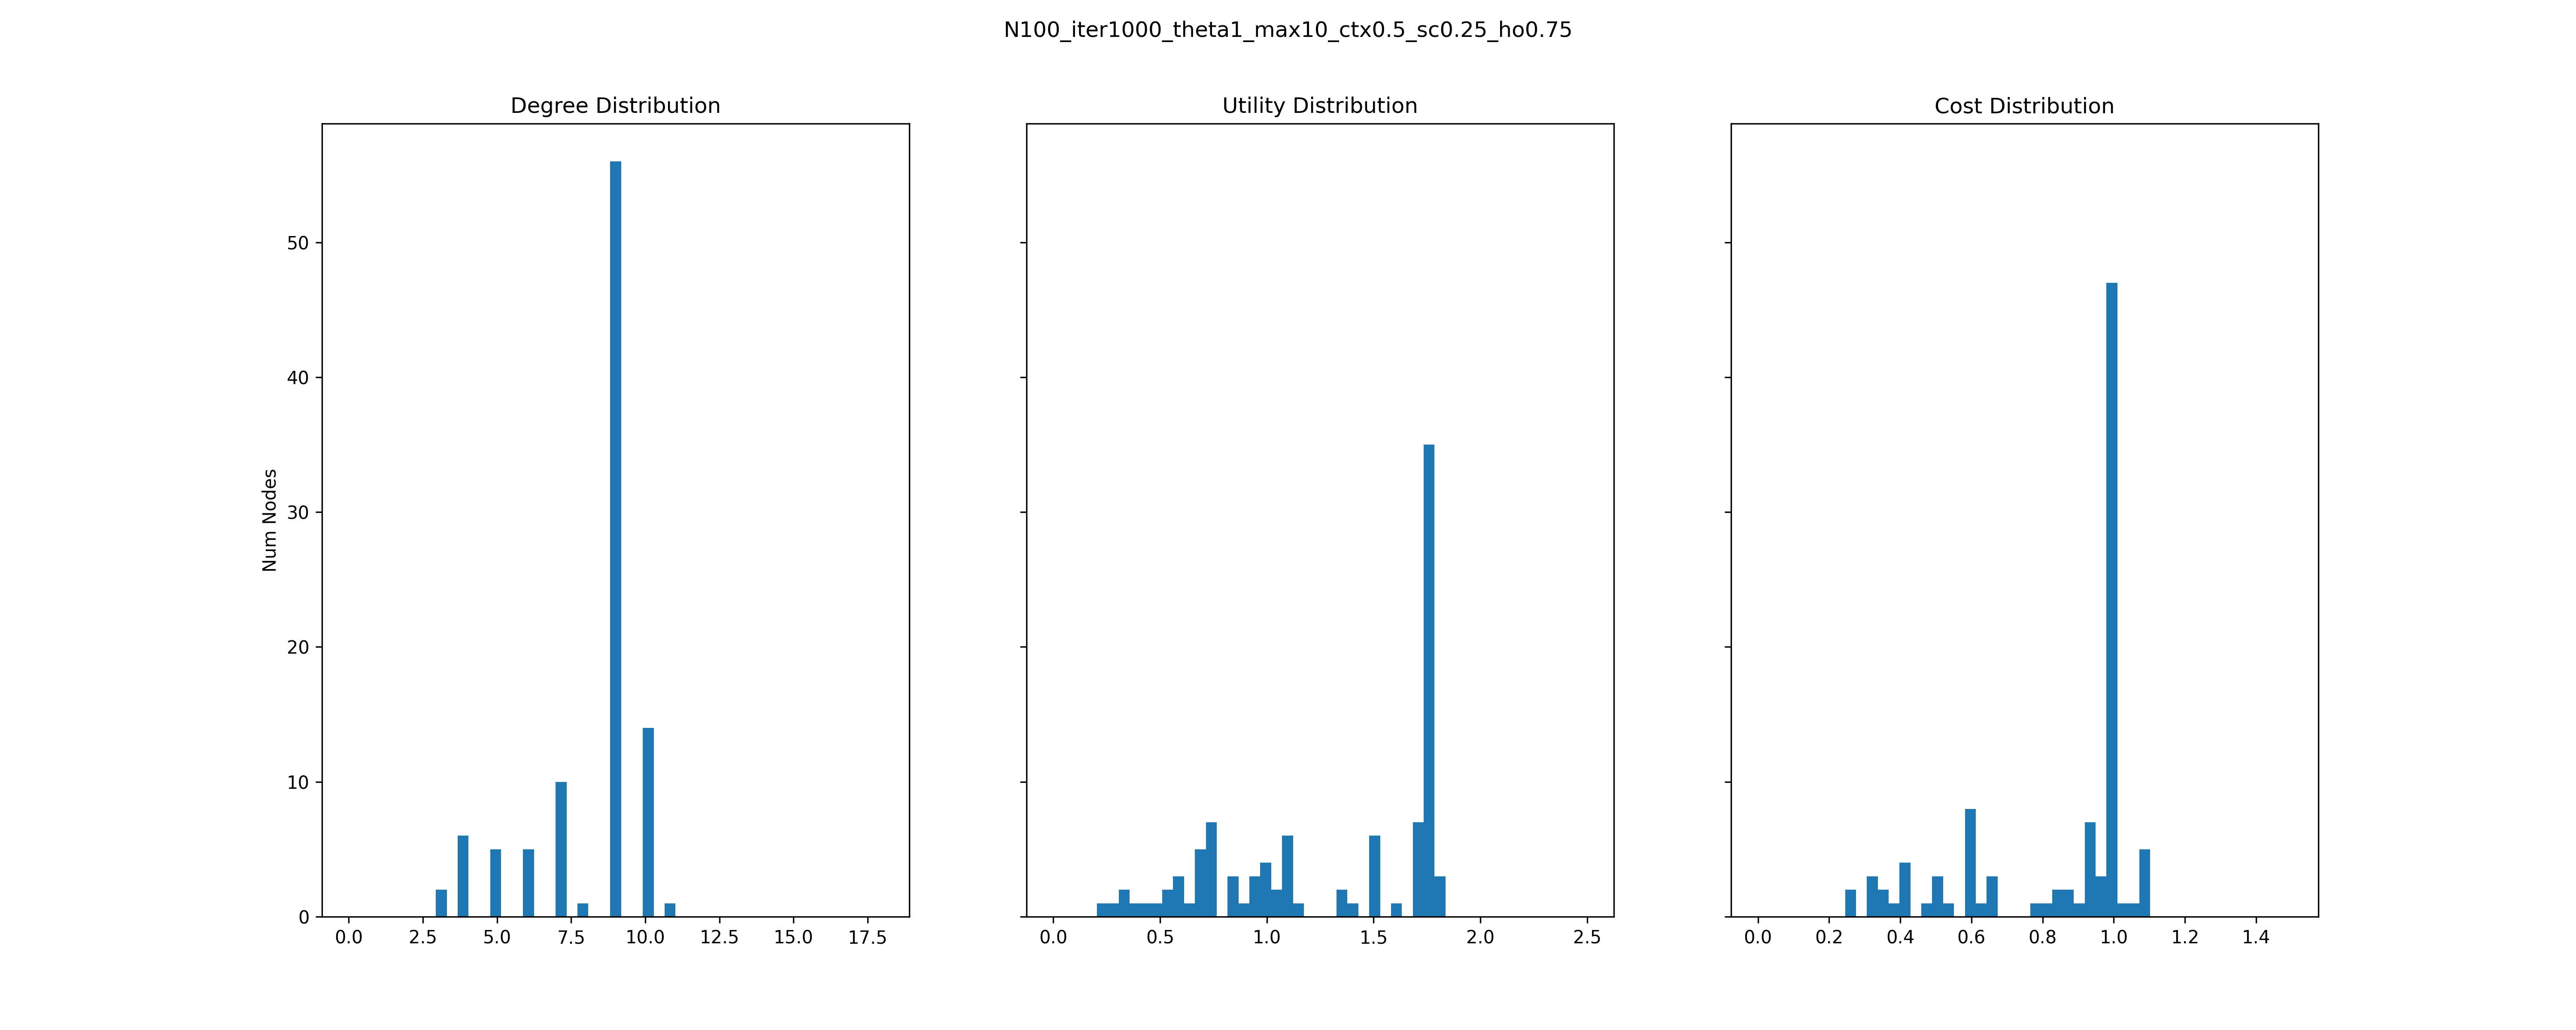 N100_iter1000_theta1_max10_ctx0.5_sc0.25_ho0.75
Degree Distribution
Num Nodes
50
40
30
20
10
0
0.0 2.5 5.0 7.5 10.0 12.5 15.0 17.5
Utility Distribution
0.0 0.5 1.0 1.5 2.0 2.5
Cost Distribution
0.0 0.2 0.4 0.6 0.8 1.0 1.2 1.4